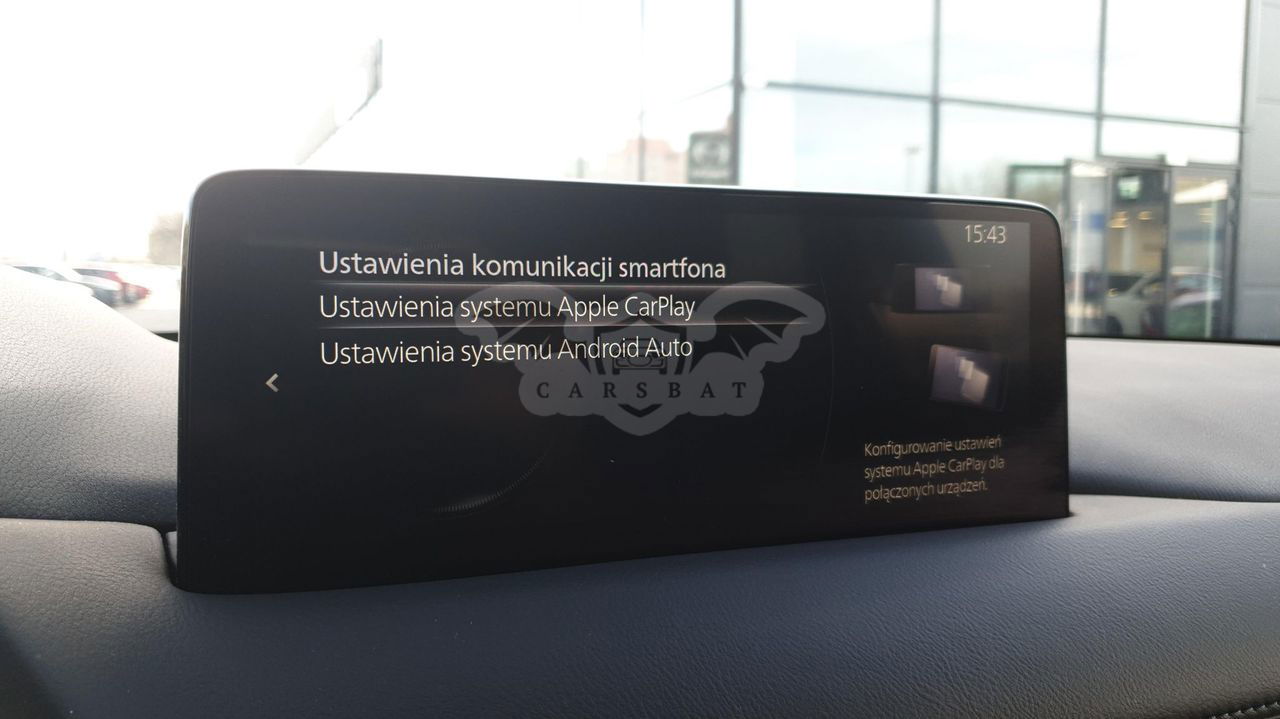 15:43
Ustawienia komunikacji smartfona
Ustawienia systemu Apple CarPlay
Ustawienia systemu Android Auto
CARSBAT
Konfigurowanie ustawień
systemu Apple CarPlay dla
połączonych urządzeń.